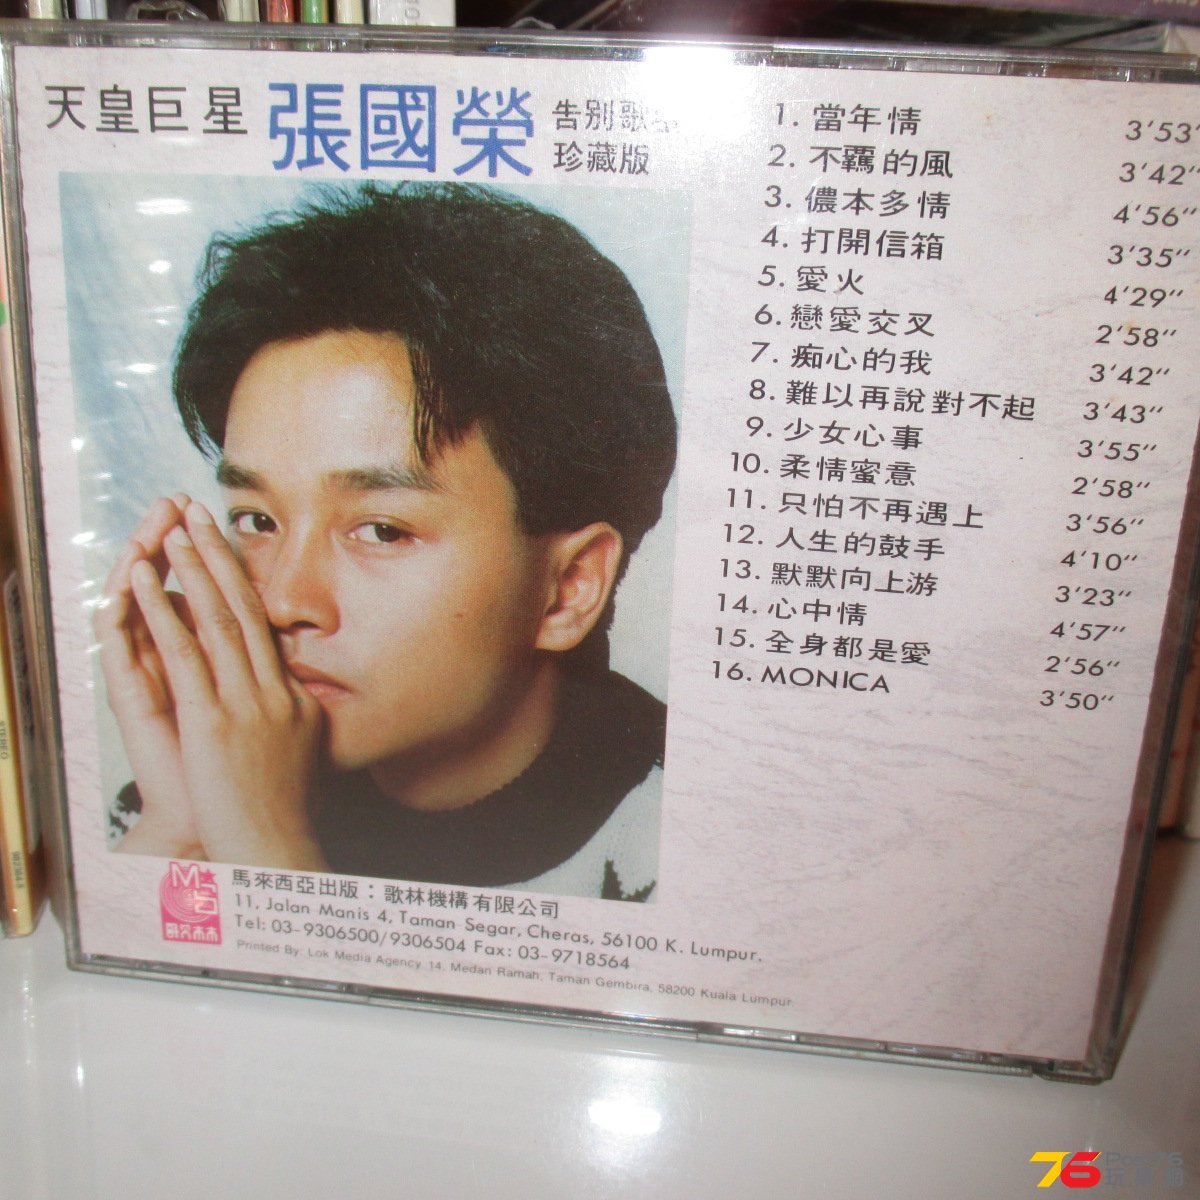 天皇巨星 張國榮 告別歌
珍藏版
1. 當年情 3'53
2. 不羈的風 3'42"
3. 儂本多情 4'56"
4. 打開信箱 3'35"
5. 愛火 4'29"
6. 戀愛交叉 2'58"
7. 痴心的我 3'42"
8. 難以再說對不起 3'43"
9. 少女心事 3'55"
10. 柔情蜜意 2'58"
11. 只怕不再遇上 3'56"
12. 人生的鼓手 4'10"
13. 默默向上游 3'23"
14. 心中情 4'57"
15. 全身都是愛 2'56"
16. MONICA 3'50"
馬來西亞出版：歌林機構有限公司
11, Jalan Manis 4, Taman Segar, Cheras, 56100 K. Lumpur.
Tel: 03-9306500/9306504 Fax: 03-9718564
Printed By: Lok Media Agency 14, Medan Ramah, Taman Gembira, 58200 Kuala Lumpur.
STEREO
982384-5
76